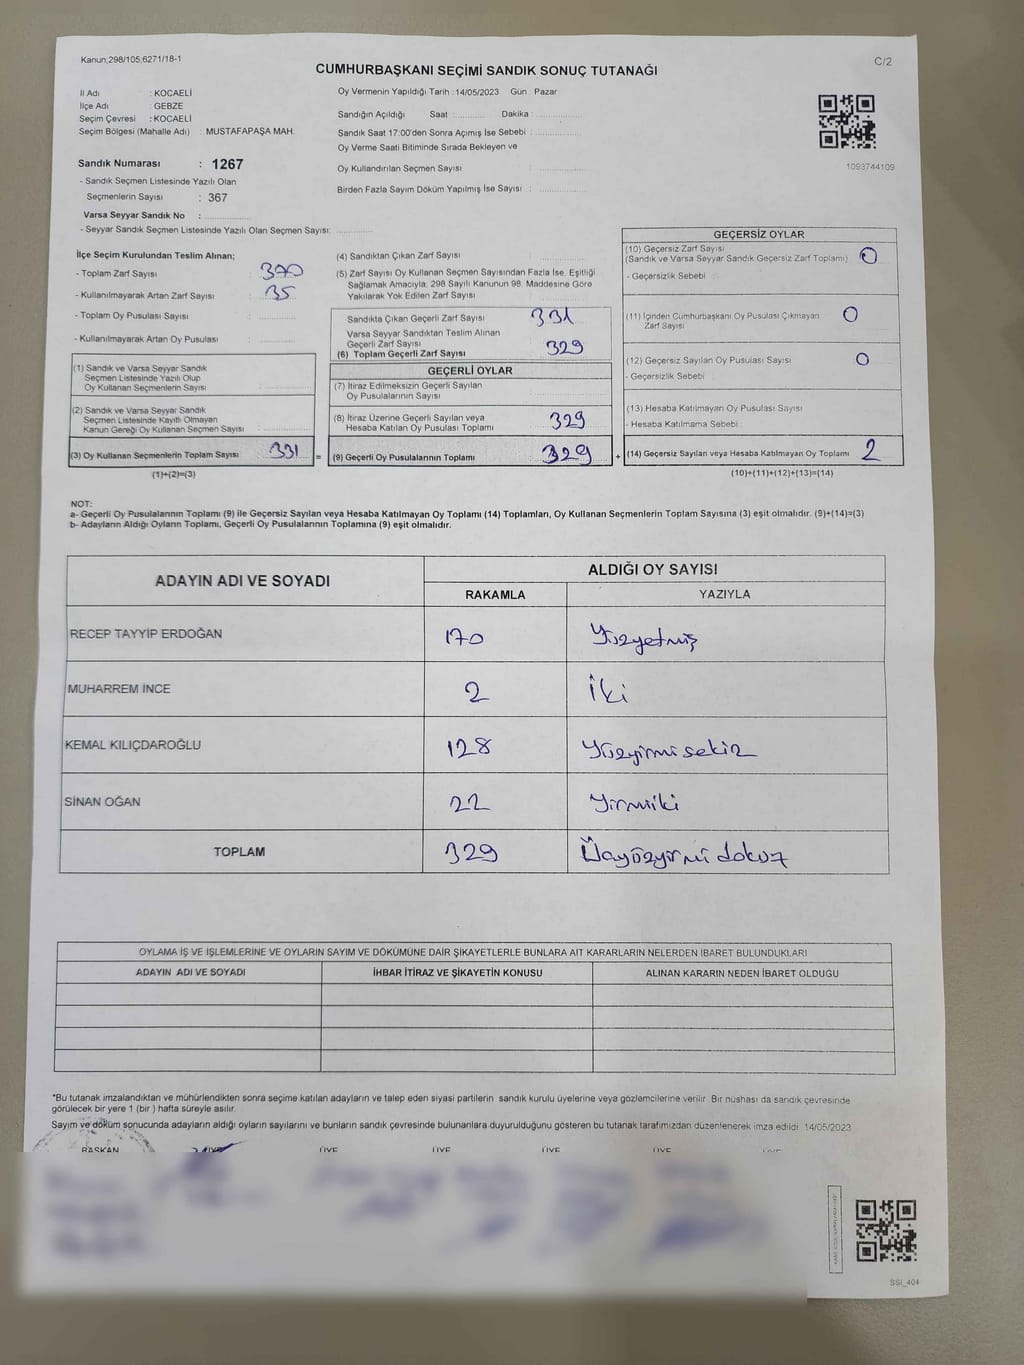 Kanun;298/105;6271/18-1
C/2
CUMHURBAŞKANI SEÇİMİ SANDIK SONUÇ TUTANAĞI
İl Adı : KOCAELİ
İlçe Adı : GEBZE
Seçim Çevresi : KOCAELİ
Seçim Bölgesi (Mahalle Adı) : MUSTAFAPAŞA MAH.
Sandık Numarası : 1267
- Sandık Seçmen Listesinde Yazılı Olan
Seçmenlerin Sayısı : 367
Varsa Seyyar Sandık No :
- Seyyar Sandık Seçmen Listesinde Yazılı Olan Seçmen Sayısı:
Oy Vermenin Yapıldığı Tarih :14/05/2023 Gün : Pazar
Sandığın Açıldığı Saat : Dakika :
Sandık Saat 17:00'den Sonra Açımış İse Sebebi :
Oy Verme Saati Bitiminde Sırada Bekleyen ve
Oy Kullandırılan Seçmen Sayısı :
Birden Fazla Sayım Döküm Yapılmış İse Sayısı :
1093744109
İlçe Seçim Kurulundan Teslim Alınan;
- Toplam Zarf Sayısı : 370
- Kullanılmayarak Artan Zarf Sayısı : 35
- Toplam Oy Pusulası Sayısı :
- Kullanılmayarak Artan Oy Pusulası :
(1) Sandık ve Varsa Seyyar Sandık
Seçmen Listesinde Yazılı Olup
Oy Kullanan Seçmenlerin Sayısı :
(2) Sandık ve Varsa Seyyar Sandık
Seçmen Listesinde Kayıtlı Olmayan
Kanun Gereği Oy Kullanan Seçmen Sayısı :
(3) Oy Kullanan Seçmenlerin Toplam Sayısı : 331
(1)+(2)=(3)
(4) Sandıktan Çıkan Zarf Sayısı :
(5) Zarf Sayısı Oy Kullanan Seçmen Sayısından Fazla İse, Eşitliği
Sağlamak Amacıyla, 298 Sayılı Kanunun 98. Maddesine Göre
Yakılarak Yok Edilen Zarf Sayısı :
Sandıkta Çıkan Geçerli Zarf Sayısı 331
Varsa Seyyar Sandıktan Teslim Alınan
Geçerli Zarf Sayısı
(6) Toplam Geçerli Zarf Sayısı 329
GEÇERLİ OYLAR
(7) İtiraz Edilmeksizin Geçerli Sayılan
Oy Pusulalarının Sayısı
(8) İtiraz Üzerine Geçerli Sayılan veya
Hesaba Katılan Oy Pusulası Toplamı 329
= (9) Geçerli Oy Pusulalarının Toplamı 329
GEÇERSİZ OYLAR
(10) Geçersiz Zarf Sayısı
(Sandık ve Varsa Seyyar Sandık Geçersiz Zarf Toplamı) 0
- Geçersizlik Sebebi :
(11) İçinden Cumhurbaşkanı Oy Pusulası Çıkmayan
Zarf Sayısı 0
(12) Geçersiz Sayılan Oy Pusulası Sayısı 0
- Geçersizlik Sebebi :
(13) Hesaba Katılmayan Oy Pusulası Sayısı
- Hesaba Katılmama Sebebi :
+ (14) Geçersiz Sayılan veya Hesaba Katılmayan Oy Toplamı 2
(10)+(11)+(12)+(13)=(14)
NOT:
a- Geçerli Oy Pusulalarının Toplamı (9) ile Geçersiz Sayılan veya Hesaba Katılmayan Oy Toplamı (14) Toplamları, Oy Kullanan Seçmenlerin Toplam Sayısına (3) eşit olmalıdır. (9)+(14)=(3)
b- Adayların Aldığı Oyların Toplamı, Geçerli Oy Pusulalarının Toplamına (9) eşit olmalıdır.
ADAYIN ADI VE SOYADI
ALDIĞI OY SAYISI
RAKAMLA YAZIYLA
RECEP TAYYİP ERDOĞAN 170 Yüzyetmiş
MUHARREM İNCE 2 İki
KEMAL KILIÇDAROĞLU 128 Yüzyirmisekiz
SİNAN OĞAN 22 Yirmiiki
TOPLAM 329 Üçyüzyirmi dokuz
OYLAMA İŞ VE İŞLEMLERİNE VE OYLARIN SAYIM VE DÖKÜMÜNE DAİR ŞİKAYETLERLE BUNLARA AİT KARARLARIN NELERDEN İBARET BULUNDUKLARI
ADAYIN ADI VE SOYADI İHBAR İTİRAZ VE ŞİKAYETİN KONUSU ALINAN KARARIN NEDEN İBARET OLDUĞU
*Bu tutanak imzalandıktan ve mühürlendikten sonra seçime katılan adayların ve talep eden siyasi partilerin sandık kurulu üyelerine veya gözlemcilerine verilir. Bir nüshası da sandık çevresinde
görülecek bir yere 1 (bir ) hafta süreyle asılır.
Sayım ve döküm sonucunda adayların aldığı oyların sayılarını ve bunların sandık çevresinde bulunanlara duyurulduğunu gösteren bu tutanak tarafımızdan düzenlenerek imza edildi. 14/05/2023
BAŞKAN ÜYE ÜYE ÜYE ÜYE ÜYE
SSI_404